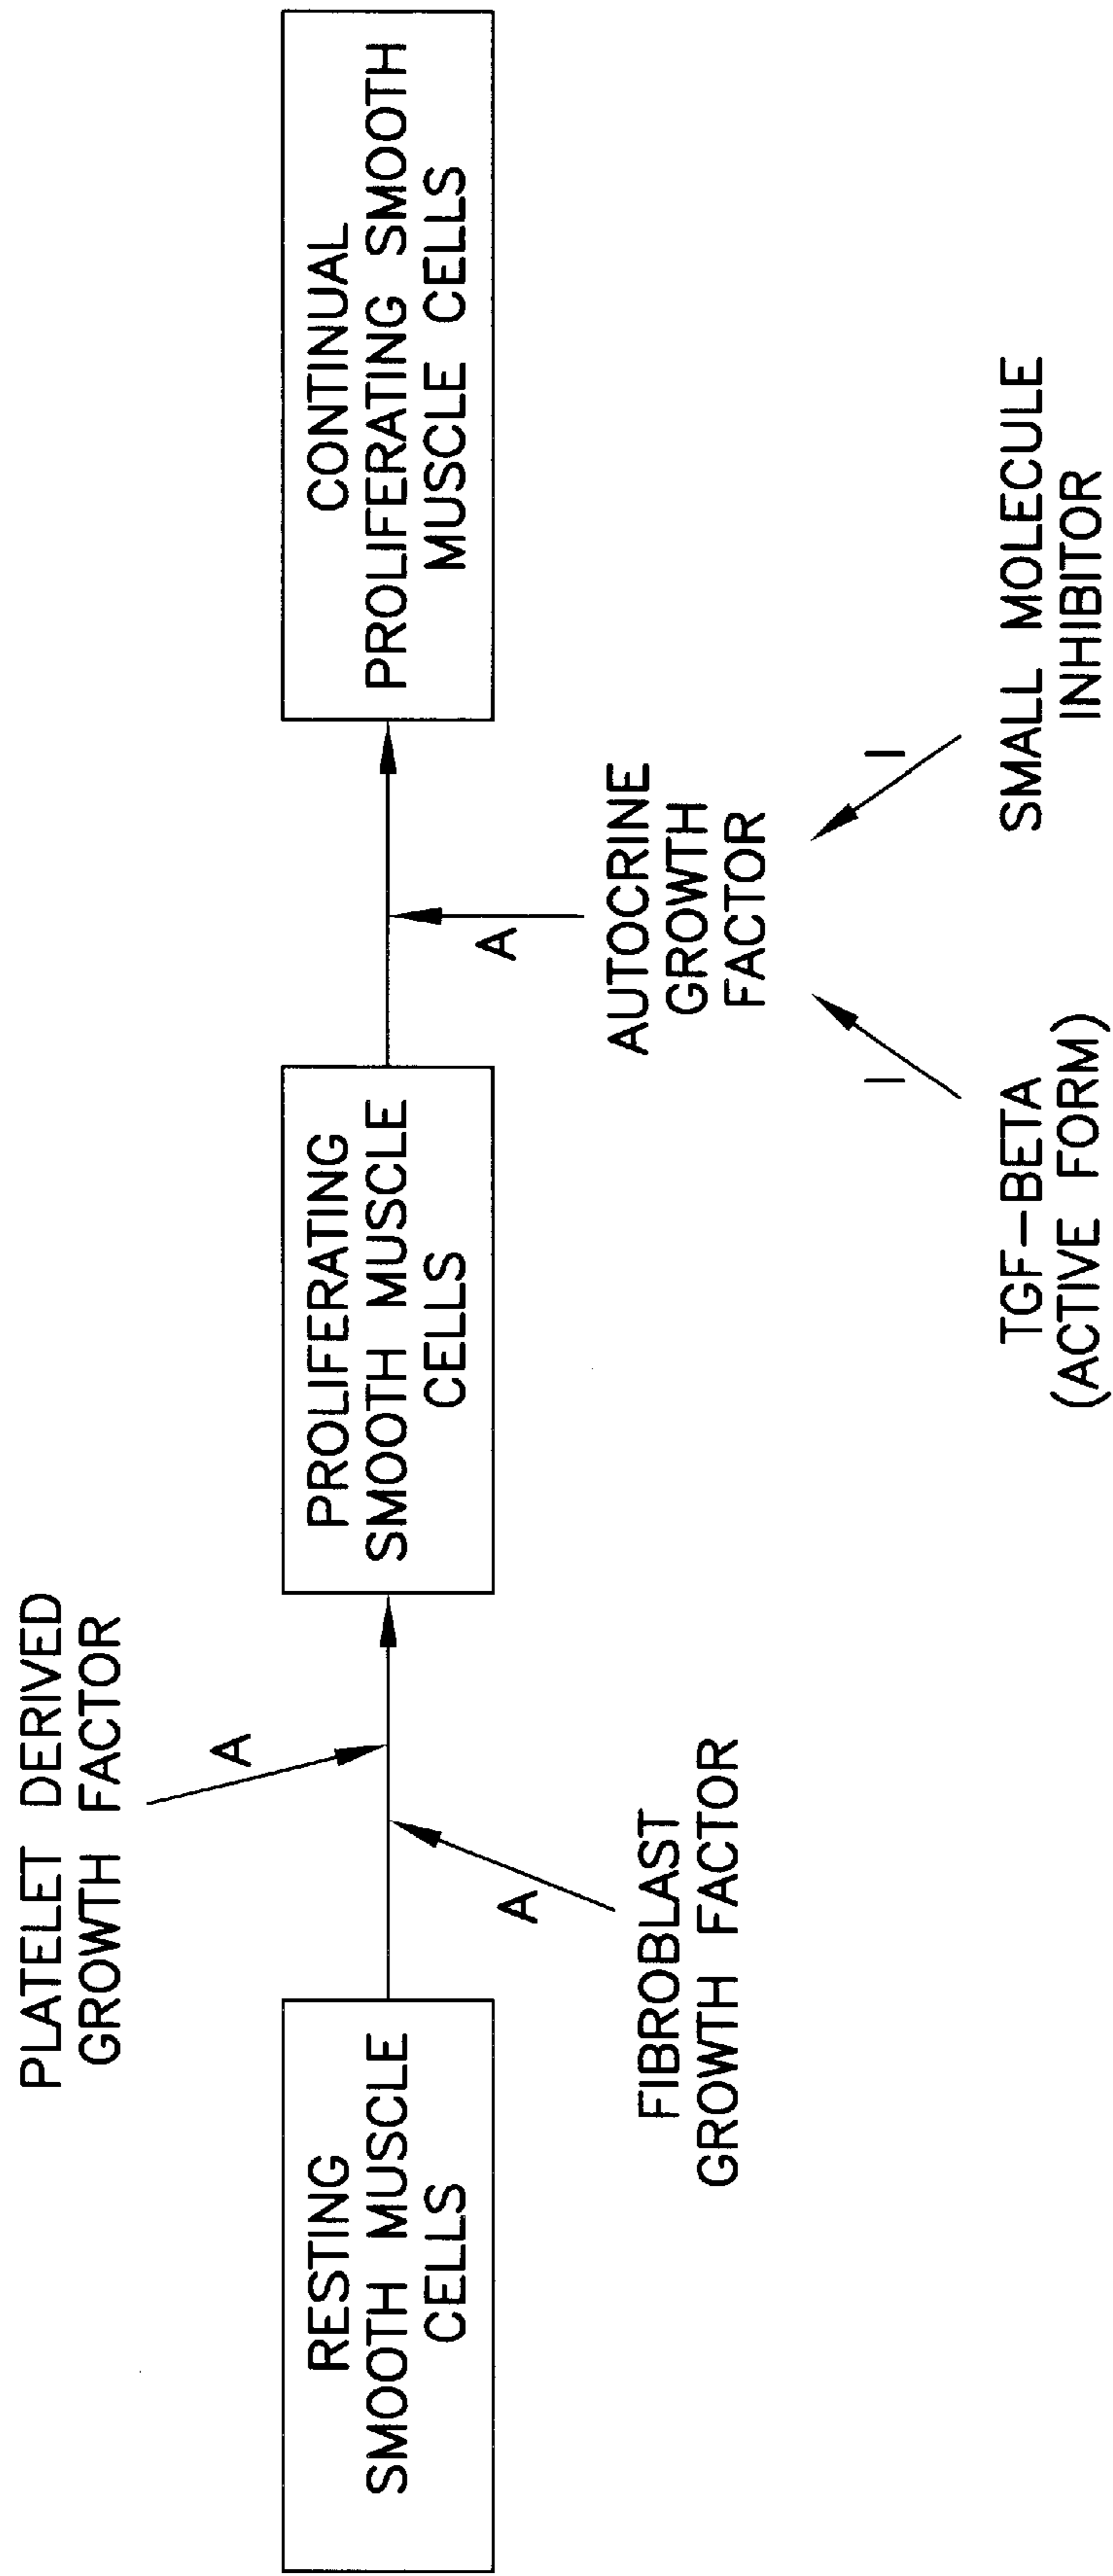 PLATELET DERIVED
GROWTH FACTOR
A
RESTING
SMOOTH MUSCLE
CELLS
PROLIFERATING
SMOOTH MUSCLE
CELLS
CONTINUAL
PROLIFERATING SMOOTH
MUSCLE CELLS
A
FIBROBLAST
GROWTH FACTOR
A
AUTOCRINE
GROWTH
FACTOR
I
I
TGF-BETA
(ACTIVE FORM)
SMALL MOLECULE
INHIBITOR